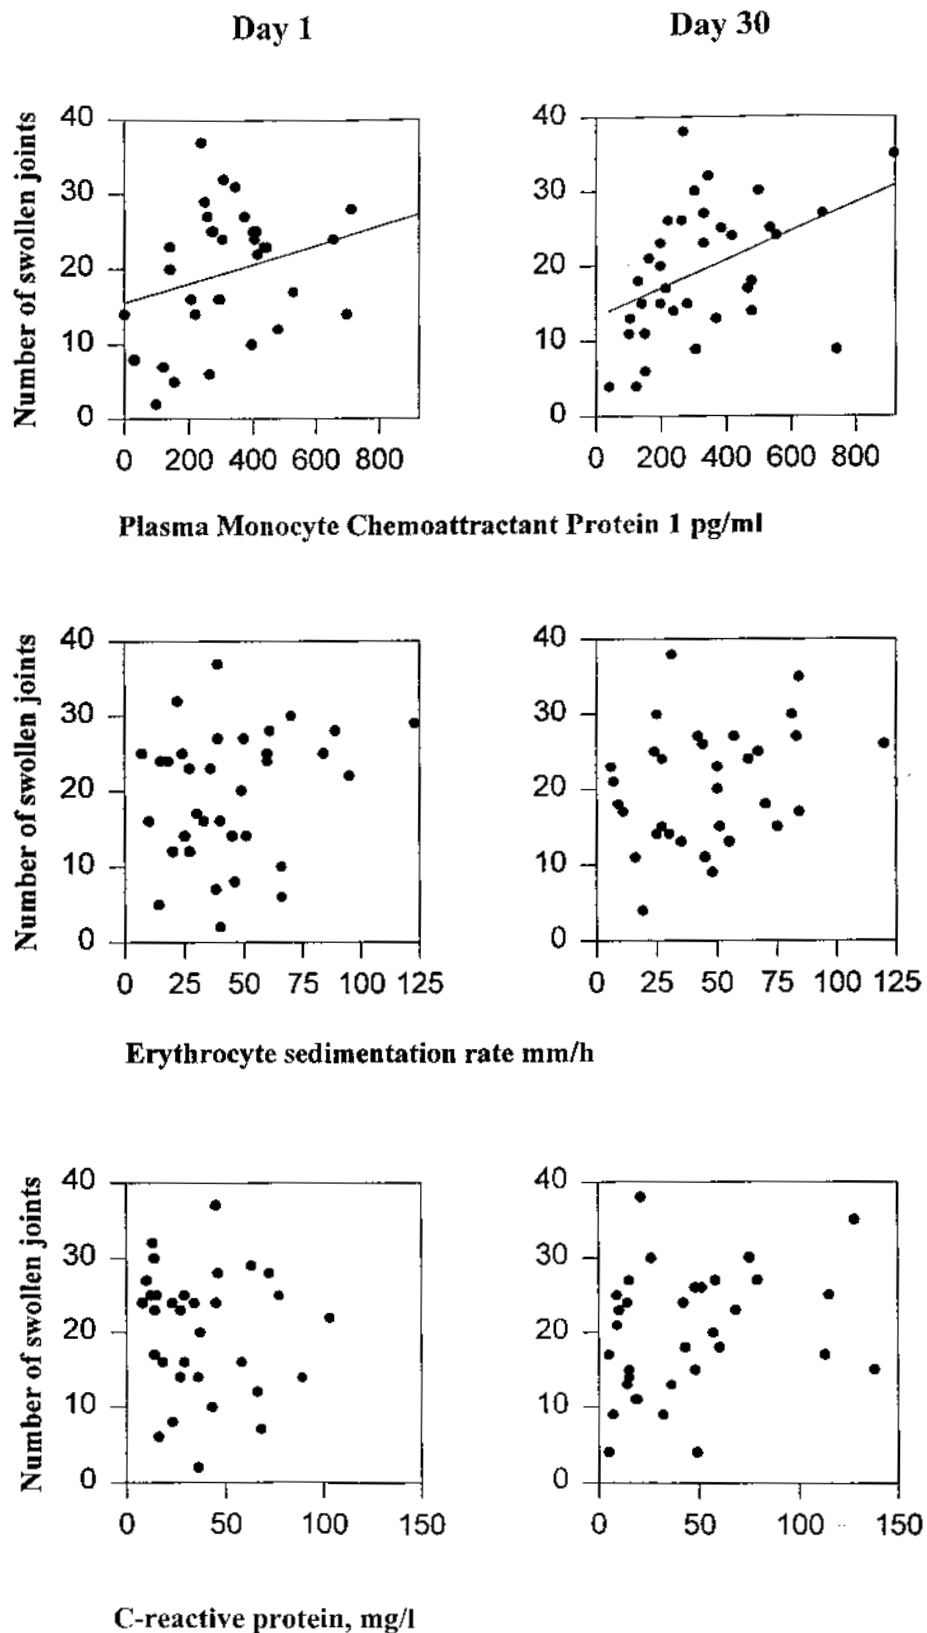 Day 1
Day 30
Number of swollen joints
40
30
20
10
0
0 200 400 600 800
40
30
20
10
0
0 200 400 600 800
Plasma Monocyte Chemoattractant Protein 1 pg/ml
Number of swollen joints
40
30
20
10
0
0 25 50 75 100 125
40
30
20
10
0
0 25 50 75 100 125
Erythrocyte sedimentation rate mm/h
Number of swollen joints
40
30
20
10
0
0 50 100 150
40
30
20
10
0
0 50 100 150
C-reactive protein, mg/l